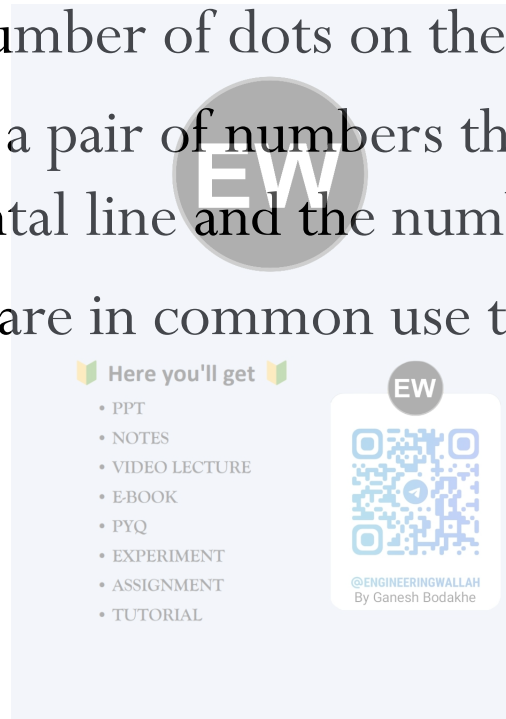 umber of dots on the
a pair of numbers th
EW
ntal line and the num
are in common use t
Here you'll get
• PPT
• NOTES
• VIDEO LECTURE
• E-BOOK
• PYQ
• EXPERIMENT
• ASSIGNMENT
• TUTORIAL
EW
@ENGINEERINGWALLAH
By Ganesh Bodakhe